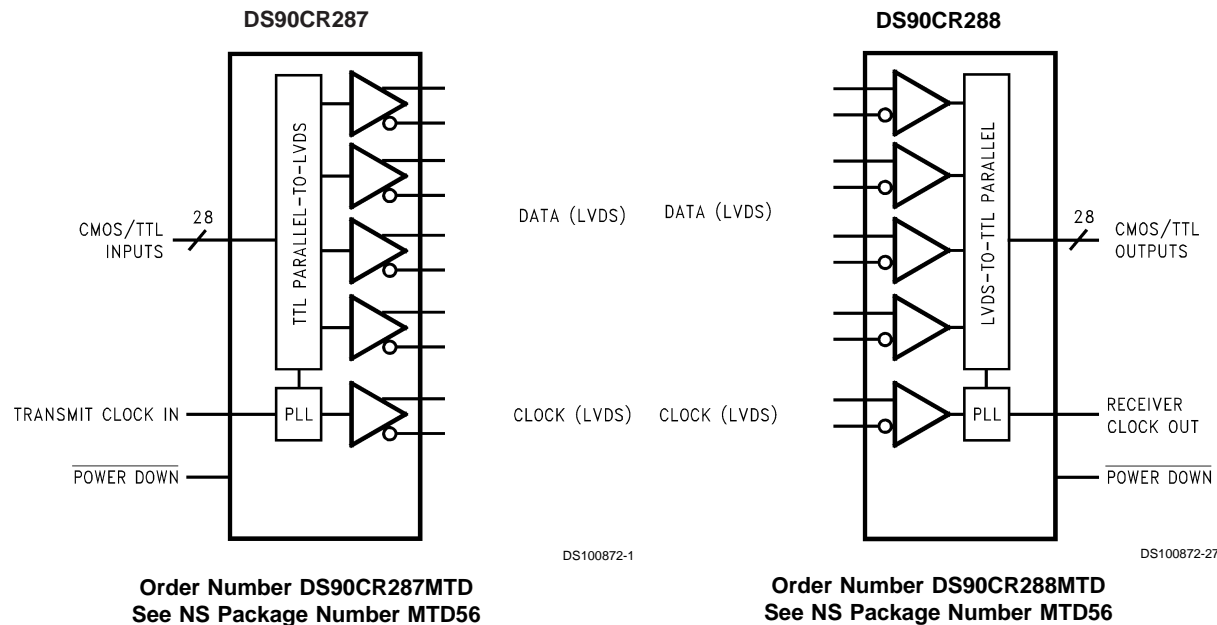 DS90CR287
TTL PARALLEL-TO-LVDS
28
CMOS/TTL
INPUTS
DATA (LVDS)
TRANSMIT CLOCK IN
PLL
CLOCK (LVDS)
POWER DOWN
DS100872-1
Order Number DS90CR287MTD
See NS Package Number MTD56
DS90CR288
DATA (LVDS)
LVDS-TO-TTL PARALLEL
28
CMOS/TTL
OUTPUTS
CLOCK (LVDS)
PLL
RECEIVER
CLOCK OUT
POWER DOWN
DS100872-27
Order Number DS90CR288MTD
See NS Package Number MTD56